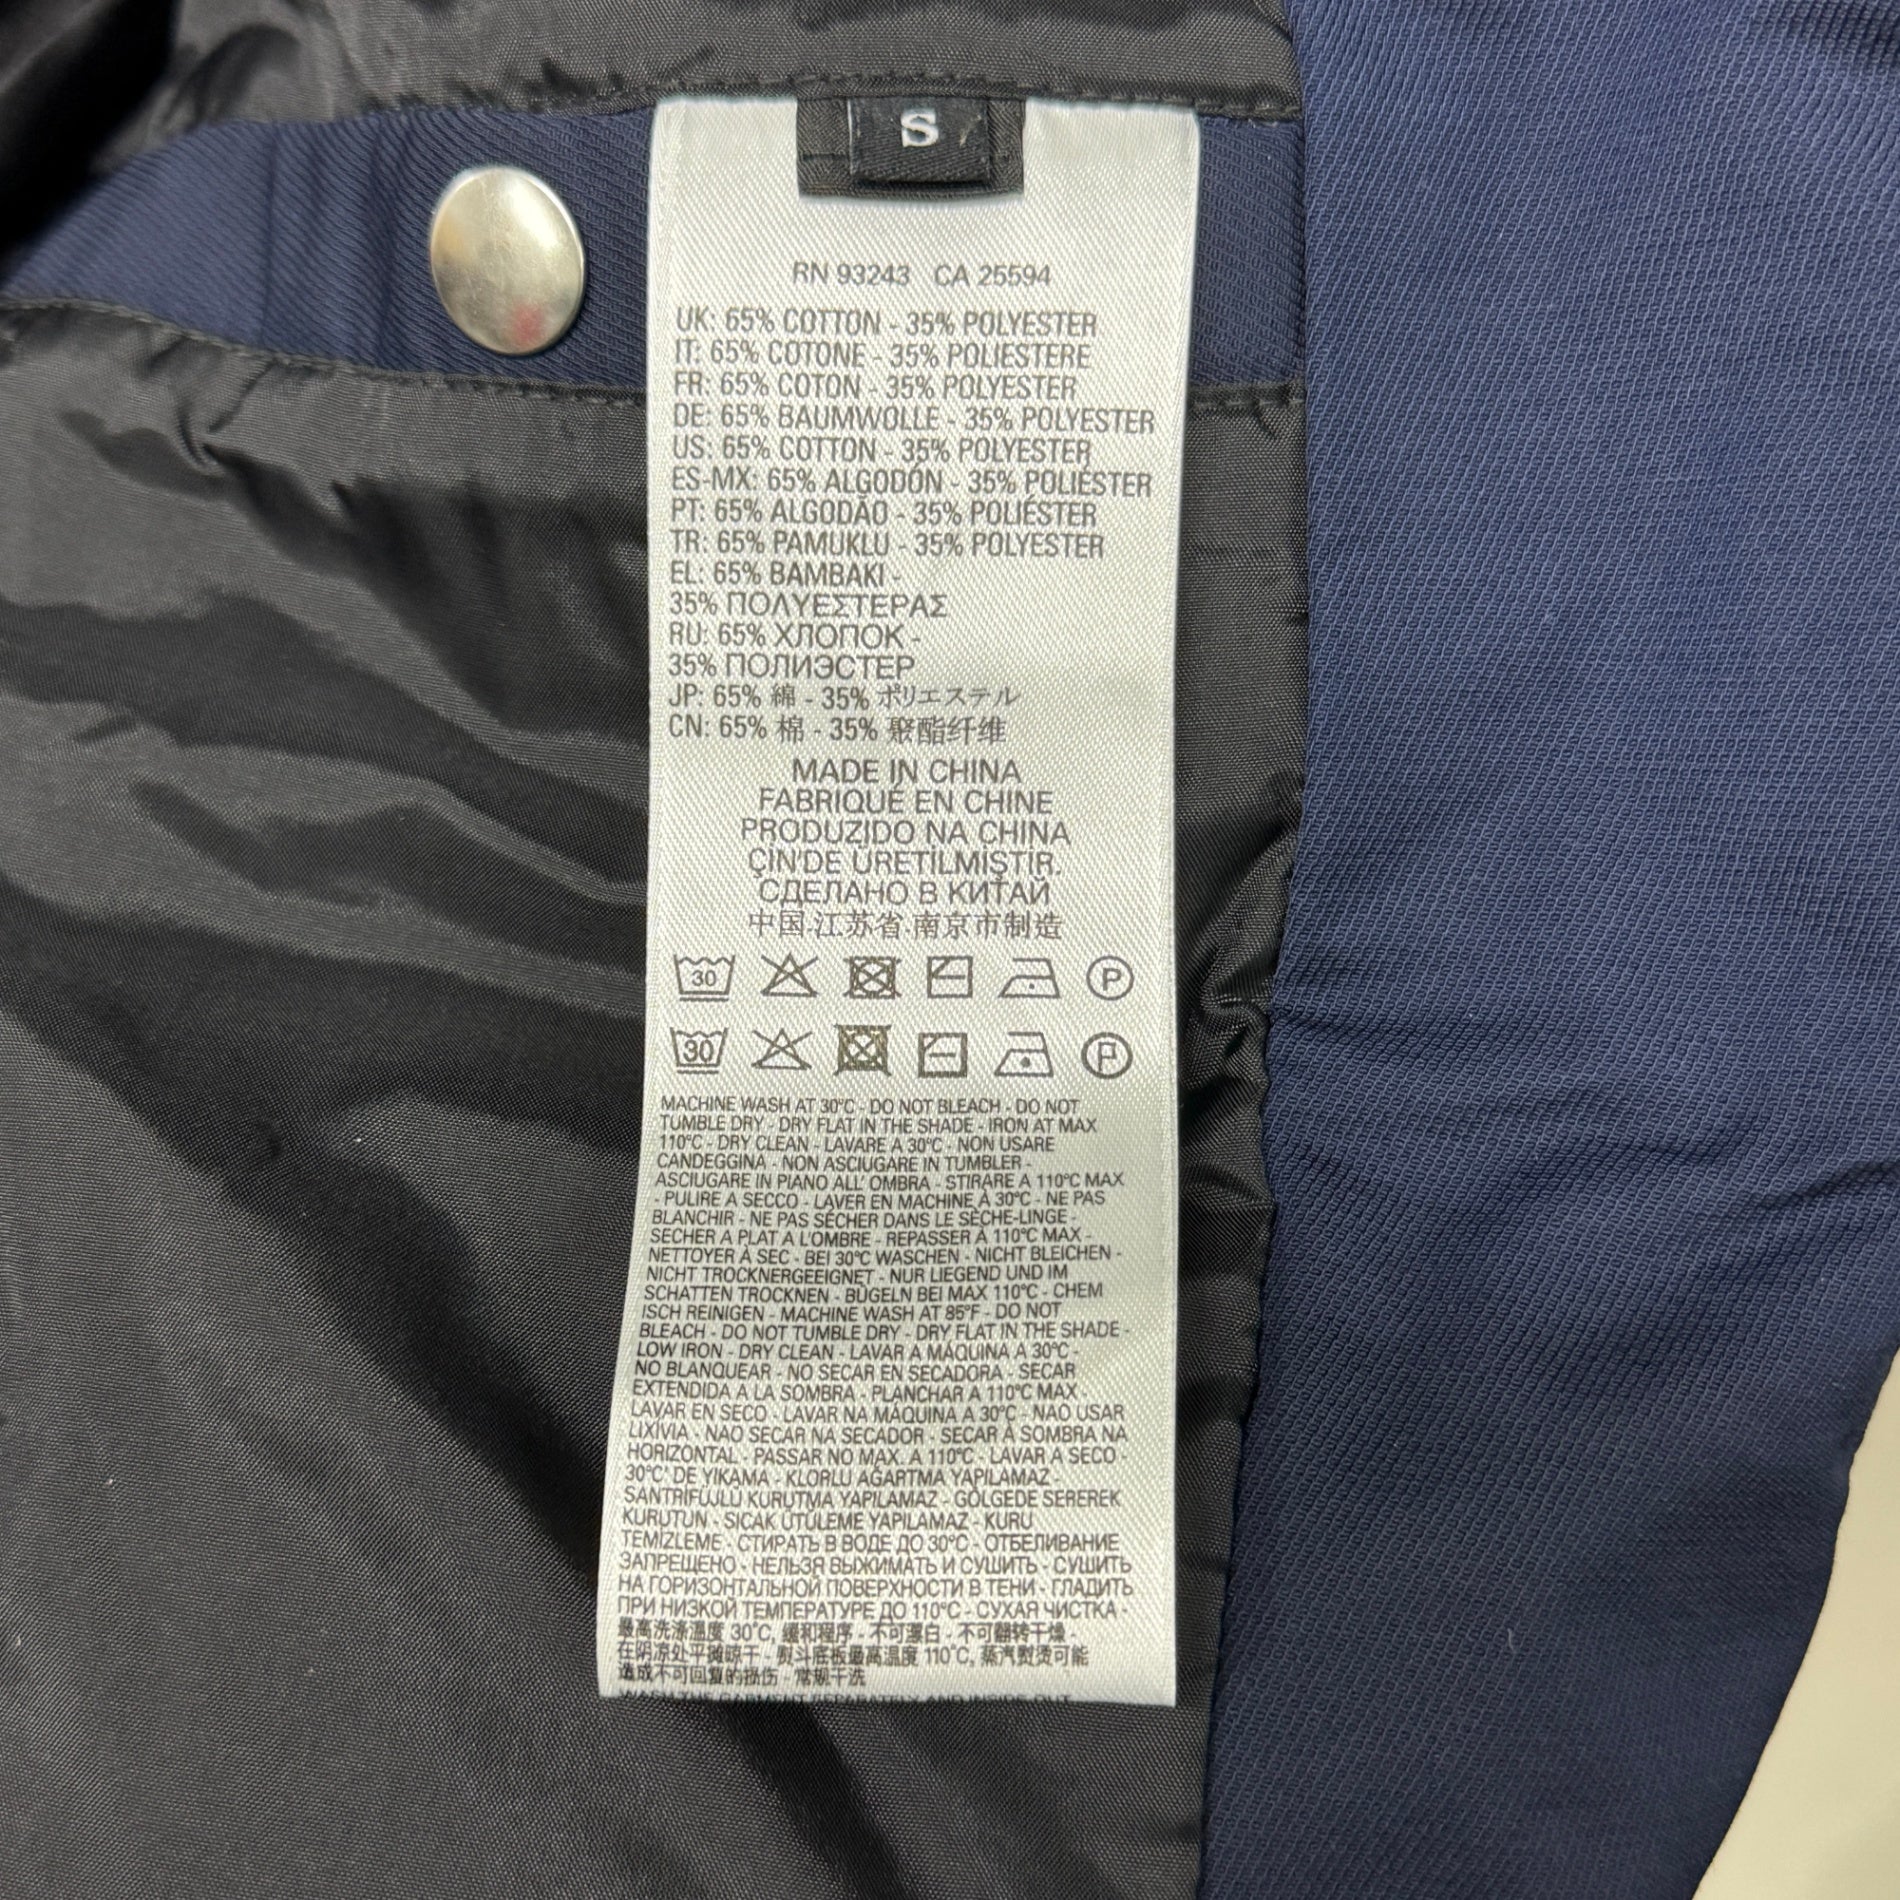 S
RN 93243 CA 25594
UK: 65% COTTON - 35% POLYESTER
IT: 65% COTONE - 35% POLIESTERE
FR: 65% COTON - 35% POLYESTER
DE: 65% BAUMWOLLE - 35% POLYESTER
US: 65% COTTON - 35% POLYESTER
ES-MX: 65% ALGODÓN - 35% POLIÉSTER
PT: 65% ALGODÃO - 35% POLIÉSTER
TR: 65% PAMUKLU - 35% POLYESTER
EL: 65% BAMBAKI -
35% ΠΟΛΥΕΣΤΕΡΑΣ
RU: 65% ХЛОПОК -
35% ПОЛИЭСТЕР
JP: 65% 綿 - 35% ポリエステル
CN: 65% 棉 - 35% 聚酯纤维
MADE IN CHINA
FABRIQUÉ EN CHINE
PRODUZIDO NA CHINA
ÇİN'DE ÜRETİLMİŞTİR.
СДЕЛАНО В КИТАЙ
中国.江苏省.南京市制造
30 P
30 P
MACHINE WASH AT 30°C - DO NOT BLEACH - DO NOT
TUMBLE DRY - DRY FLAT IN THE SHADE - IRON AT MAX
110°C - DRY CLEAN - LAVARE A 30°C - NON USARE
CANDEGGINA - NON ASCIUGARE IN TUMBLER -
ASCIUGARE IN PIANO ALL' OMBRA - STIRARE A 110°C MAX
- PULIRE A SECCO - LAVER EN MACHINE À 30°C - NE PAS
BLANCHIR - NE PAS SÉCHER DANS LE SÈCHE-LINGE -
SECHER A PLAT A L'OMBRE - REPASSER À 110°C MAX -
NETTOYER À SEC - BEI 30°C WASCHEN - NICHT BLEICHEN -
NICHT TROCKNERGEEIGNET - NUR LIEGEND UND IM
SCHATTEN TROCKNEN - BÜGELN BEI MAX 110°C - CHEM
ISCH REINIGEN - MACHINE WASH AT 85°F - DO NOT
BLEACH - DO NOT TUMBLE DRY - DRY FLAT IN THE SHADE -
LOW IRON - DRY CLEAN - LAVAR A MÁQUINA A 30°C -
NO BLANQUEAR - NO SECAR EN SECADORA - SECAR
EXTENDIDA A LA SOMBRA - PLANCHAR A 110°C MAX -
LAVAR EN SECO - LAVAR NA MÁQUINA A 30°C - NAO USAR
LIXÍVIA - NAO SECAR NA SECADOR - SECAR À SOMBRA NA
HORIZONTAL - PASSAR NO MAX. A 110°C - LAVAR A SECO -
30°C' DE YIKAMA - KLORLU AĞARTMA YAPILAMAZ -
SANTRİFÜJLÜ KURUTMA YAPILAMAZ - GÖLGEDE SEREREK
KURUTUN - SICAK ÜTÜLEME YAPILAMAZ - KURU
TEMİZLEME - СТИРАТЬ В ВОДЕ ДО 30°C - ОТБЕЛИВАНИЕ
ЗАПРЕЩЕНО - НЕЛЬЗЯ ВЫЖИМАТЬ И СУШИТЬ - СУШИТЬ
НА ГОРИЗОНТАЛЬНОЙ ПОВЕРХНОСТИ В ТЕНИ - ГЛАДИТЬ
ПРИ НИЗКОЙ ТЕМПЕРАТУРЕ ДО 110°C - СУХАЯ ЧИСТКА -
最高洗涤温度 30°C, 缓和程序 - 不可漂白 - 不可翻转干燥 -
在阴凉处平摊晾干 - 熨斗底板最高温度 110°C, 蒸汽熨烫可能
造成不可回复的损伤 - 常规干洗